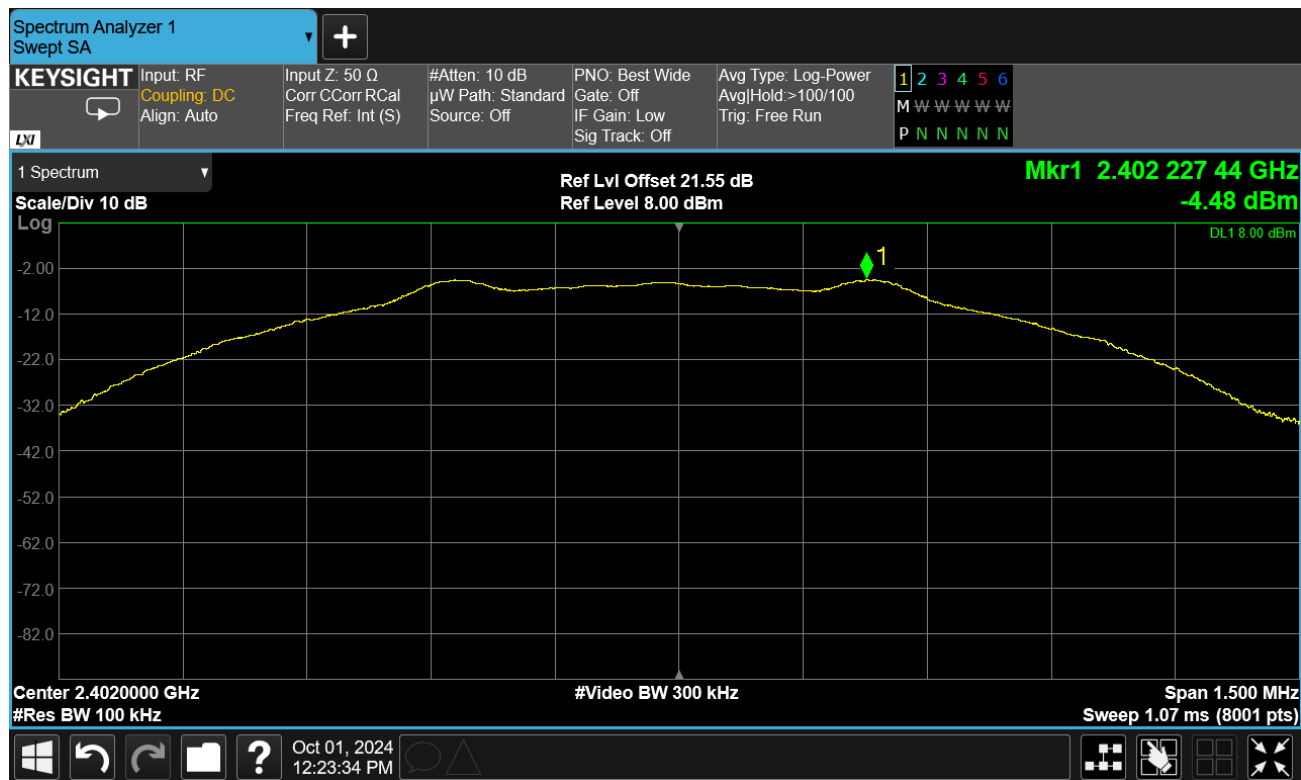 Spectrum Analyzer 1
Swept SA
KEYSIGHT
LXI
Input: RF
Coupling: DC
Align: Auto
Input Z: 50 Ω
Corr CCorr RCal
Freq Ref: Int (S)
#Atten: 10 dB
µW Path: Standard
Source: Off
PNO: Best Wide
Gate: Off
IF Gain: Low
Sig Track: Off
Avg Type: Log-Power
Avg|Hold:>100/100
Trig: Free Run
1 2 3 4 5 6
M W W W W W
P N N N N N
1 Spectrum
Scale/Div 10 dB
Log
Ref Lvl Offset 21.55 dB
Ref Level 8.00 dBm
Mkr1 2.402 227 44 GHz
-4.48 dBm
DL1 8.00 dBm
1
-2.00
-12.0
-22.0
-32.0
-42.0
-52.0
-62.0
-72.0
-82.0
Center 2.4020000 GHz
#Res BW 100 kHz
#Video BW 300 kHz
Span 1.500 MHz
Sweep 1.07 ms (8001 pts)
?
Oct 01, 2024
12:23:34 PM